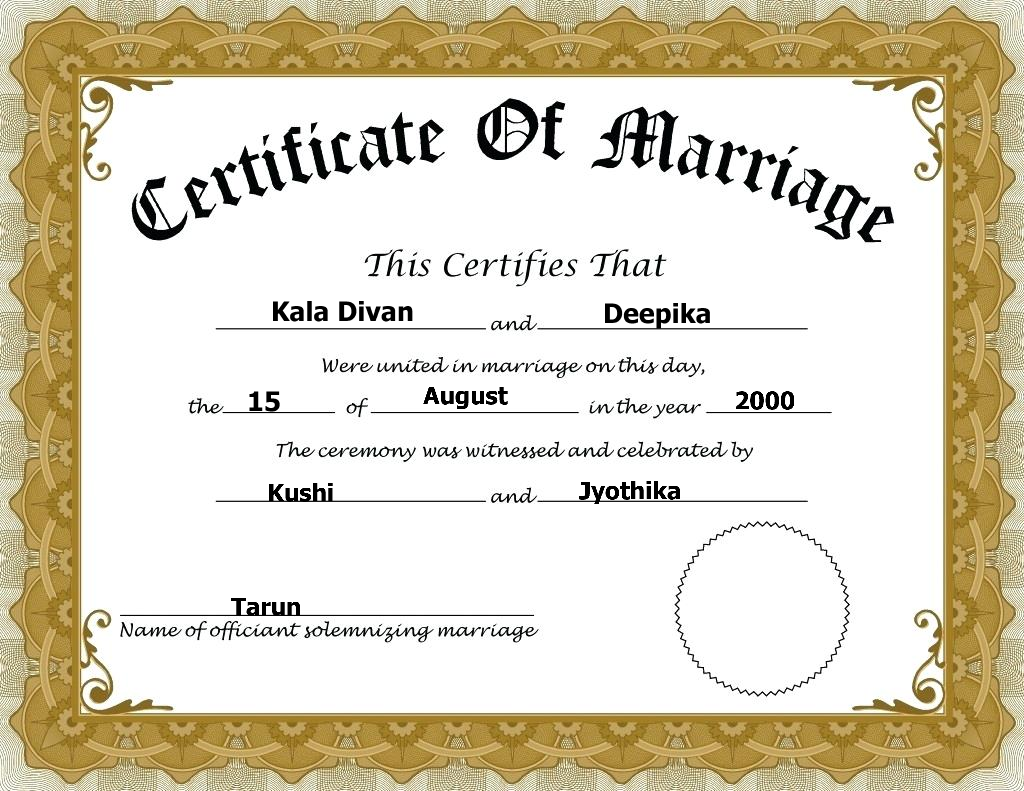 Certificate Of Marriage
This Certifies That
Kala Divan and Deepika
Were united in marriage on this day,
the 15 of August in the year 2000
The ceremony was witnessed and celebrated by
Kushi and Jyothika
Tarun
Name of officiant solemnizing marriage